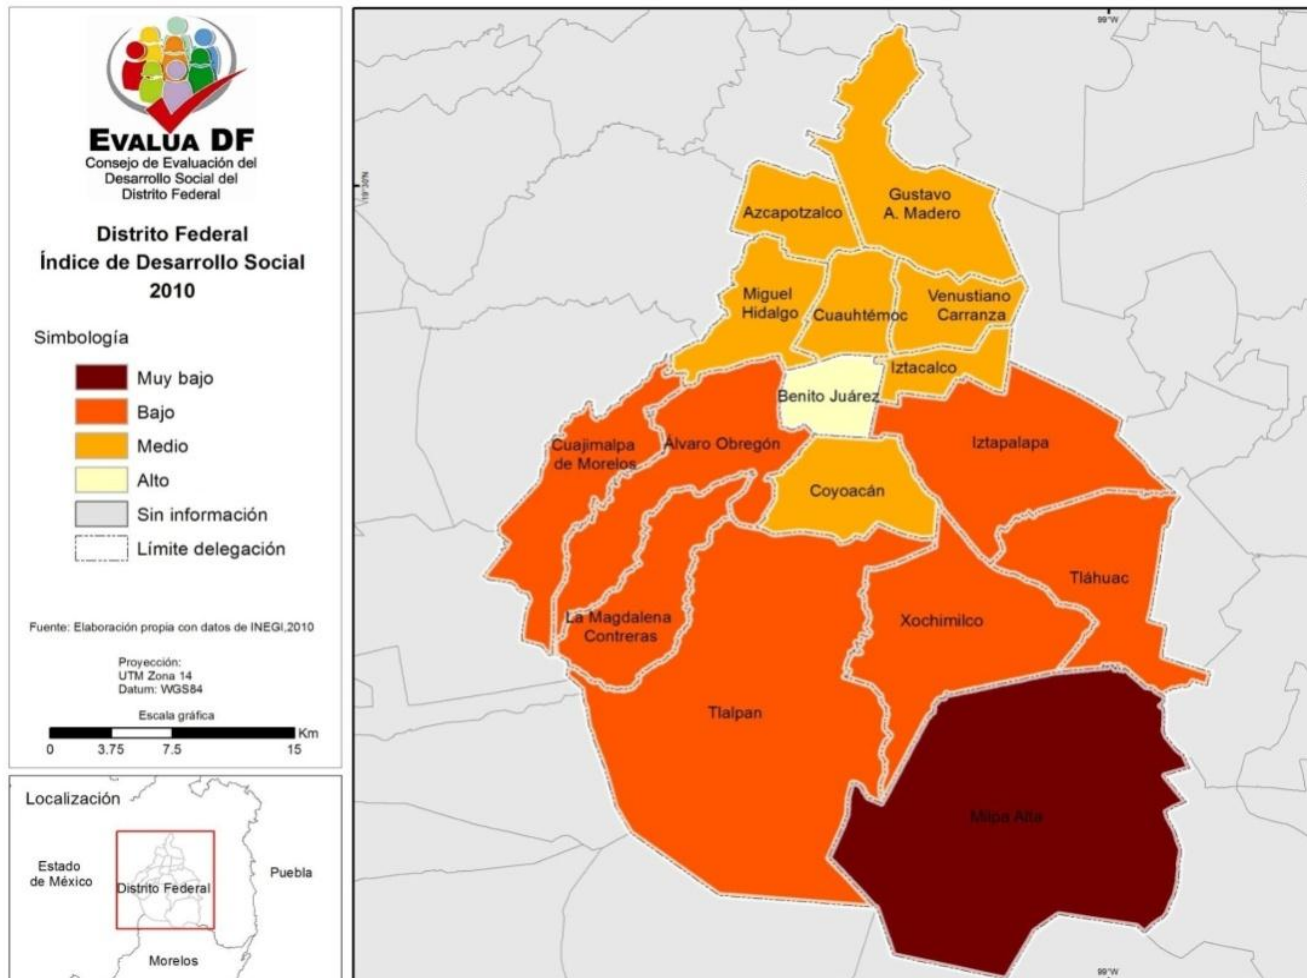 EVALUA DF
Consejo de Evaluación del
Desarrollo Social del
Distrito Federal
Distrito Federal
Índice de Desarrollo Social
2010
Simbología
Muy bajo
Bajo
Medio
Alto
Sin información
Límite delegación
Fuente: Elaboración propia con datos de INEGI,2010
Proyección:
UTM Zona 14
Datum: WGS84
Escala gráfica
Km
0 3.75 7.5 15
Localización
Estado
de México
Distrito Federal
Puebla
Morelos
99°W
19°30'N
Gustavo
A. Madero
Azcapotzalco
Miguel
Hidalgo
Cuauhtémoc
Venustiano
Carranza
Iztacalco
Benito Juárez
Cuajimalpa
de Morelos
Álvaro Obregón
Iztapalapa
Coyoacán
Tláhuac
La Magdalena
Contreras
Xochimilco
Tlalpan
Milpa Alta
99°W